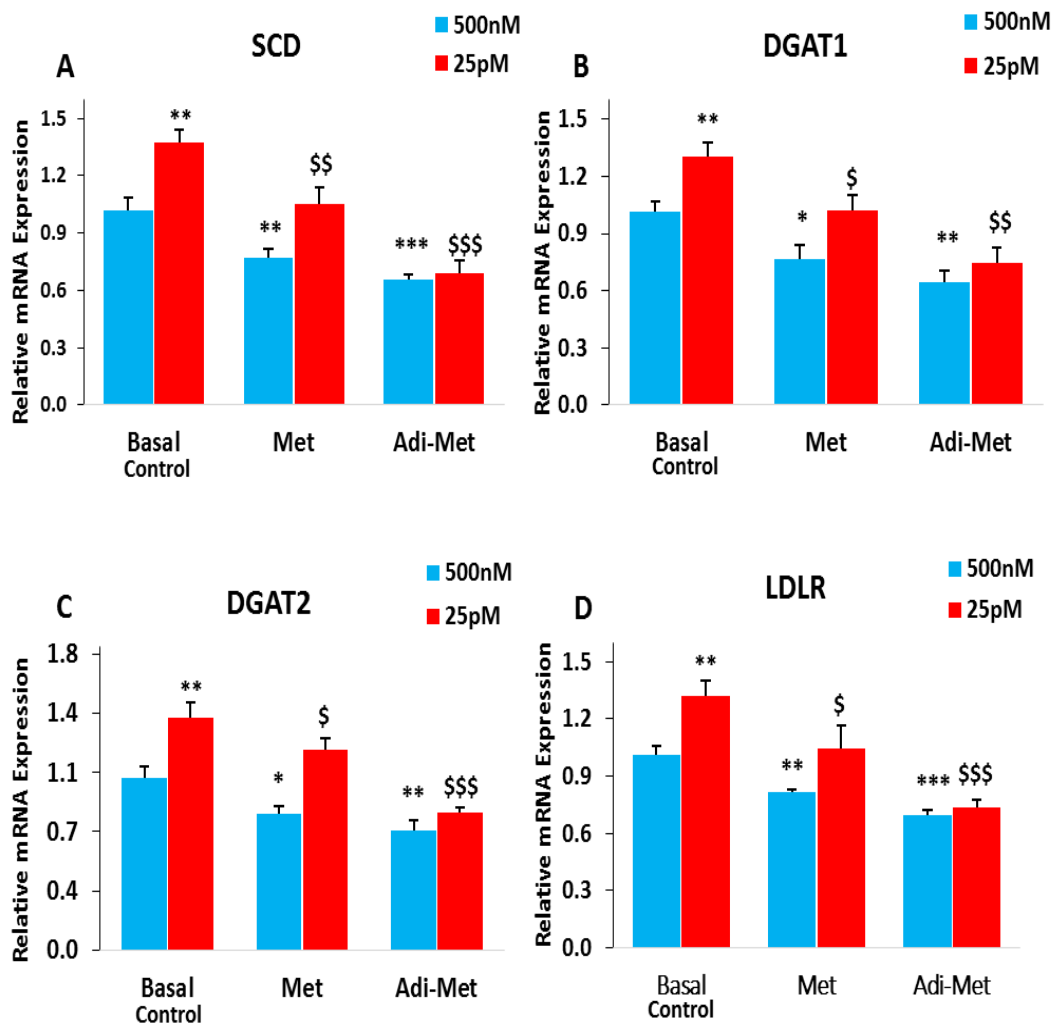 A
SCD
500nM
25pM
Relative mRNA Expression
1.5
1.2
0.9
0.6
0.3
0.0
**
**
$$
***
$$$
Basal
Control
Met
Adi-Met
B
DGAT1
500nM
25pM
Relative mRNA Expression
1.5
1.2
0.9
0.6
0.3
0.0
**
*
$
**
$$
Basal
Control
Met
Adi-Met
C
DGAT2
500nM
25pM
Relative mRNA Expression
1.8
1.4
1.1
0.7
0.4
0.0
**
*
$
**
$$$
Basal
Control
Met
Adi-Met
D
LDLR
500nM
25pM
Relative mRNA Expression
1.5
1.2
0.9
0.6
0.3
0.0
**
**
$
***
$$$
Basal
Control
Met
Adi-Met